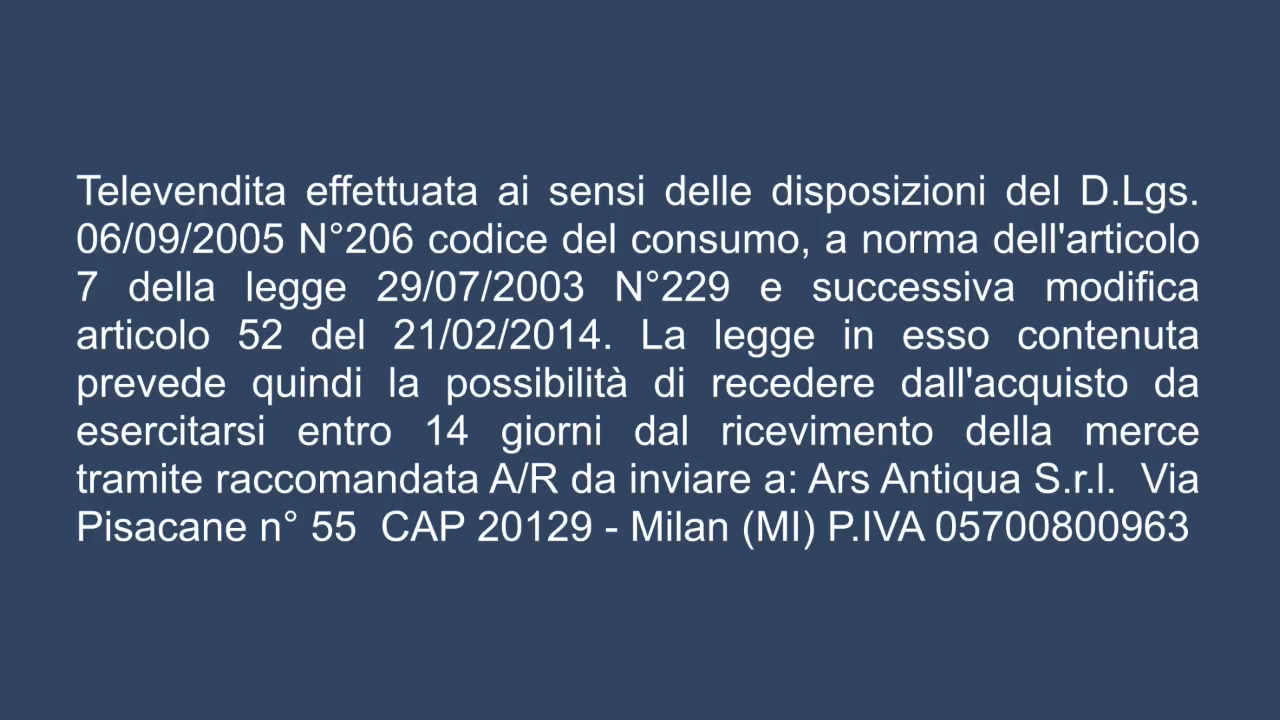 Televendita effettuata ai sensi delle disposizioni del D.Lgs.
06/09/2005 N°206 codice del consumo, a norma dell'articolo
7 della legge 29/07/2003 N°229 e successiva modifica
articolo 52 del 21/02/2014. La legge in esso contenuta
prevede quindi la possibilità di recedere dall'acquisto da
esercitarsi entro 14 giorni dal ricevimento della merce
tramite raccomandata A/R da inviare a: Ars Antiqua S.r.l.  Via
Pisacane n° 55  CAP 20129 - Milan (MI) P.IVA 05700800963